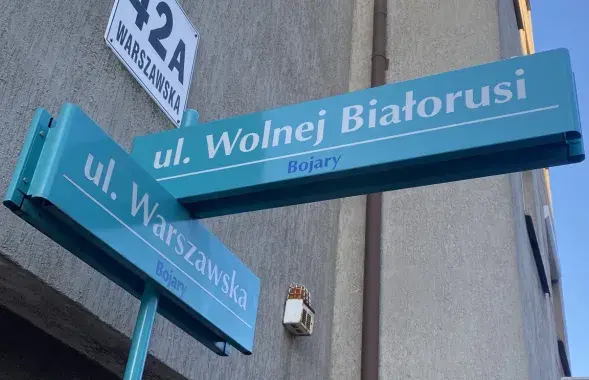 42A
WARSZAWSKA
ul. Wolnej Białorusi
Bojary
ul. Warszawska
Bojary